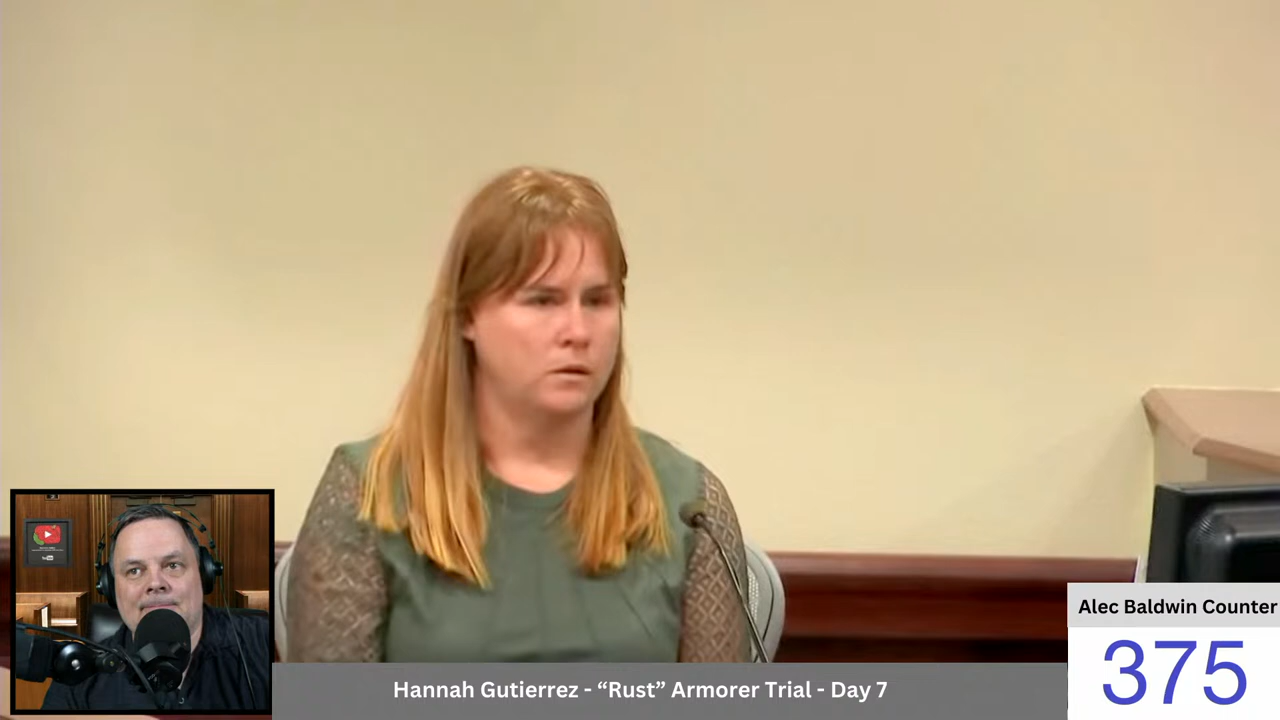 Alec Baldwin Counter
375
Hannah Gutierrez - “Rust” Armorer Trial - Day 7